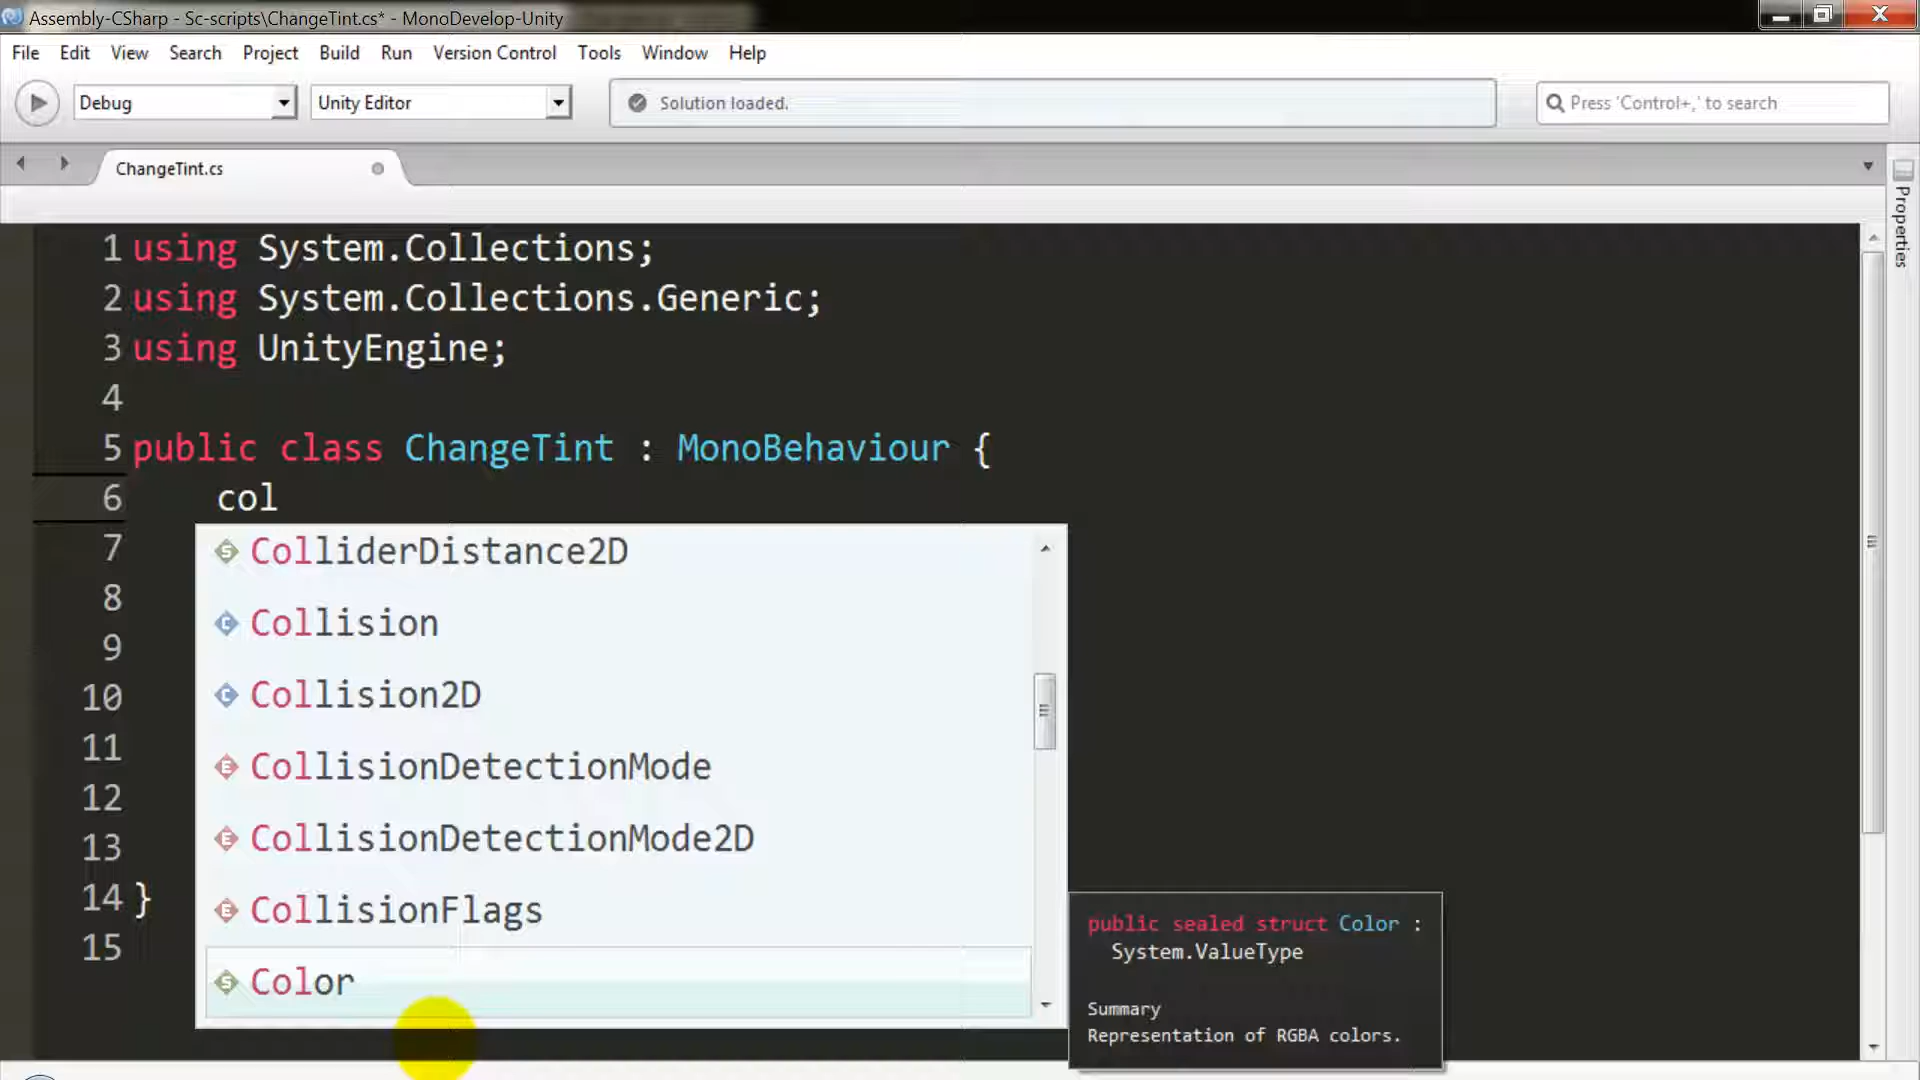 Assembly-CSharp - Sc-scripts\ChangeTint.cs* - MonoDevelop-Unity
File Edit View Search Project Build Run Version Control Tools Window Help
Debug Unity Editor Solution loaded. Press 'Control+,' to search
ChangeTint.cs
Properties
1 using System.Collections;
2 using System.Collections.Generic;
3 using UnityEngine;
4
5 public class ChangeTint : MonoBehaviour {
6 col
7
8
9
10
11
12
13
14 }
15
ColliderDistance2D
Collision
Collision2D
CollisionDetectionMode
CollisionDetectionMode2D
CollisionFlags
Color
public sealed struct Color :
System.ValueType
Summary
Representation of RGBA colors.